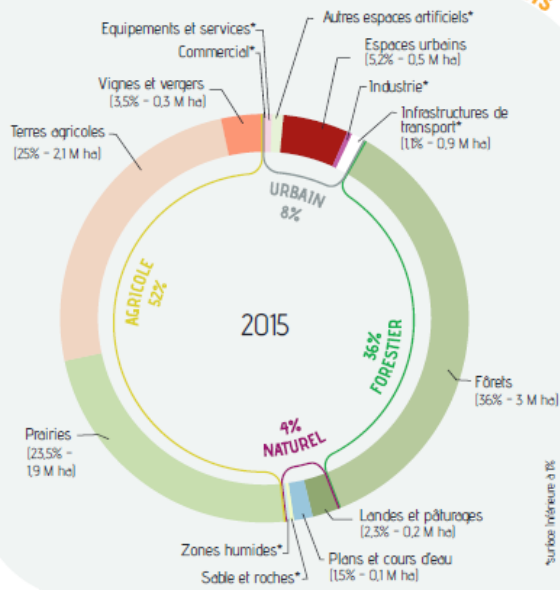 Equipements et services*
Autres espaces artificiels*
Commercial*
Espaces urbains
(5,2% - 0,5 M ha)
Vignes et vergers
(3,5% - 0,3 M ha)
Industrie*
Infrastructures de
transport*
(1,1% - 0,9 M ha)
Terres agricoles
(25% - 2,1 M ha)
URBAIN
8%
AGRICOLE
52%
2015
36%
FORESTIER
Fôrets
(36% - 3 M ha)
4%
NATUREL
Prairies
(23,5% -
1,9 M ha)
Landes et pâturages
(2,3% - 0,2 M ha)
Zones humides*
Plans et cours d'eau
(1,5% - 0,1 M ha)
Sable et roches*
*surface inférieure à 1%